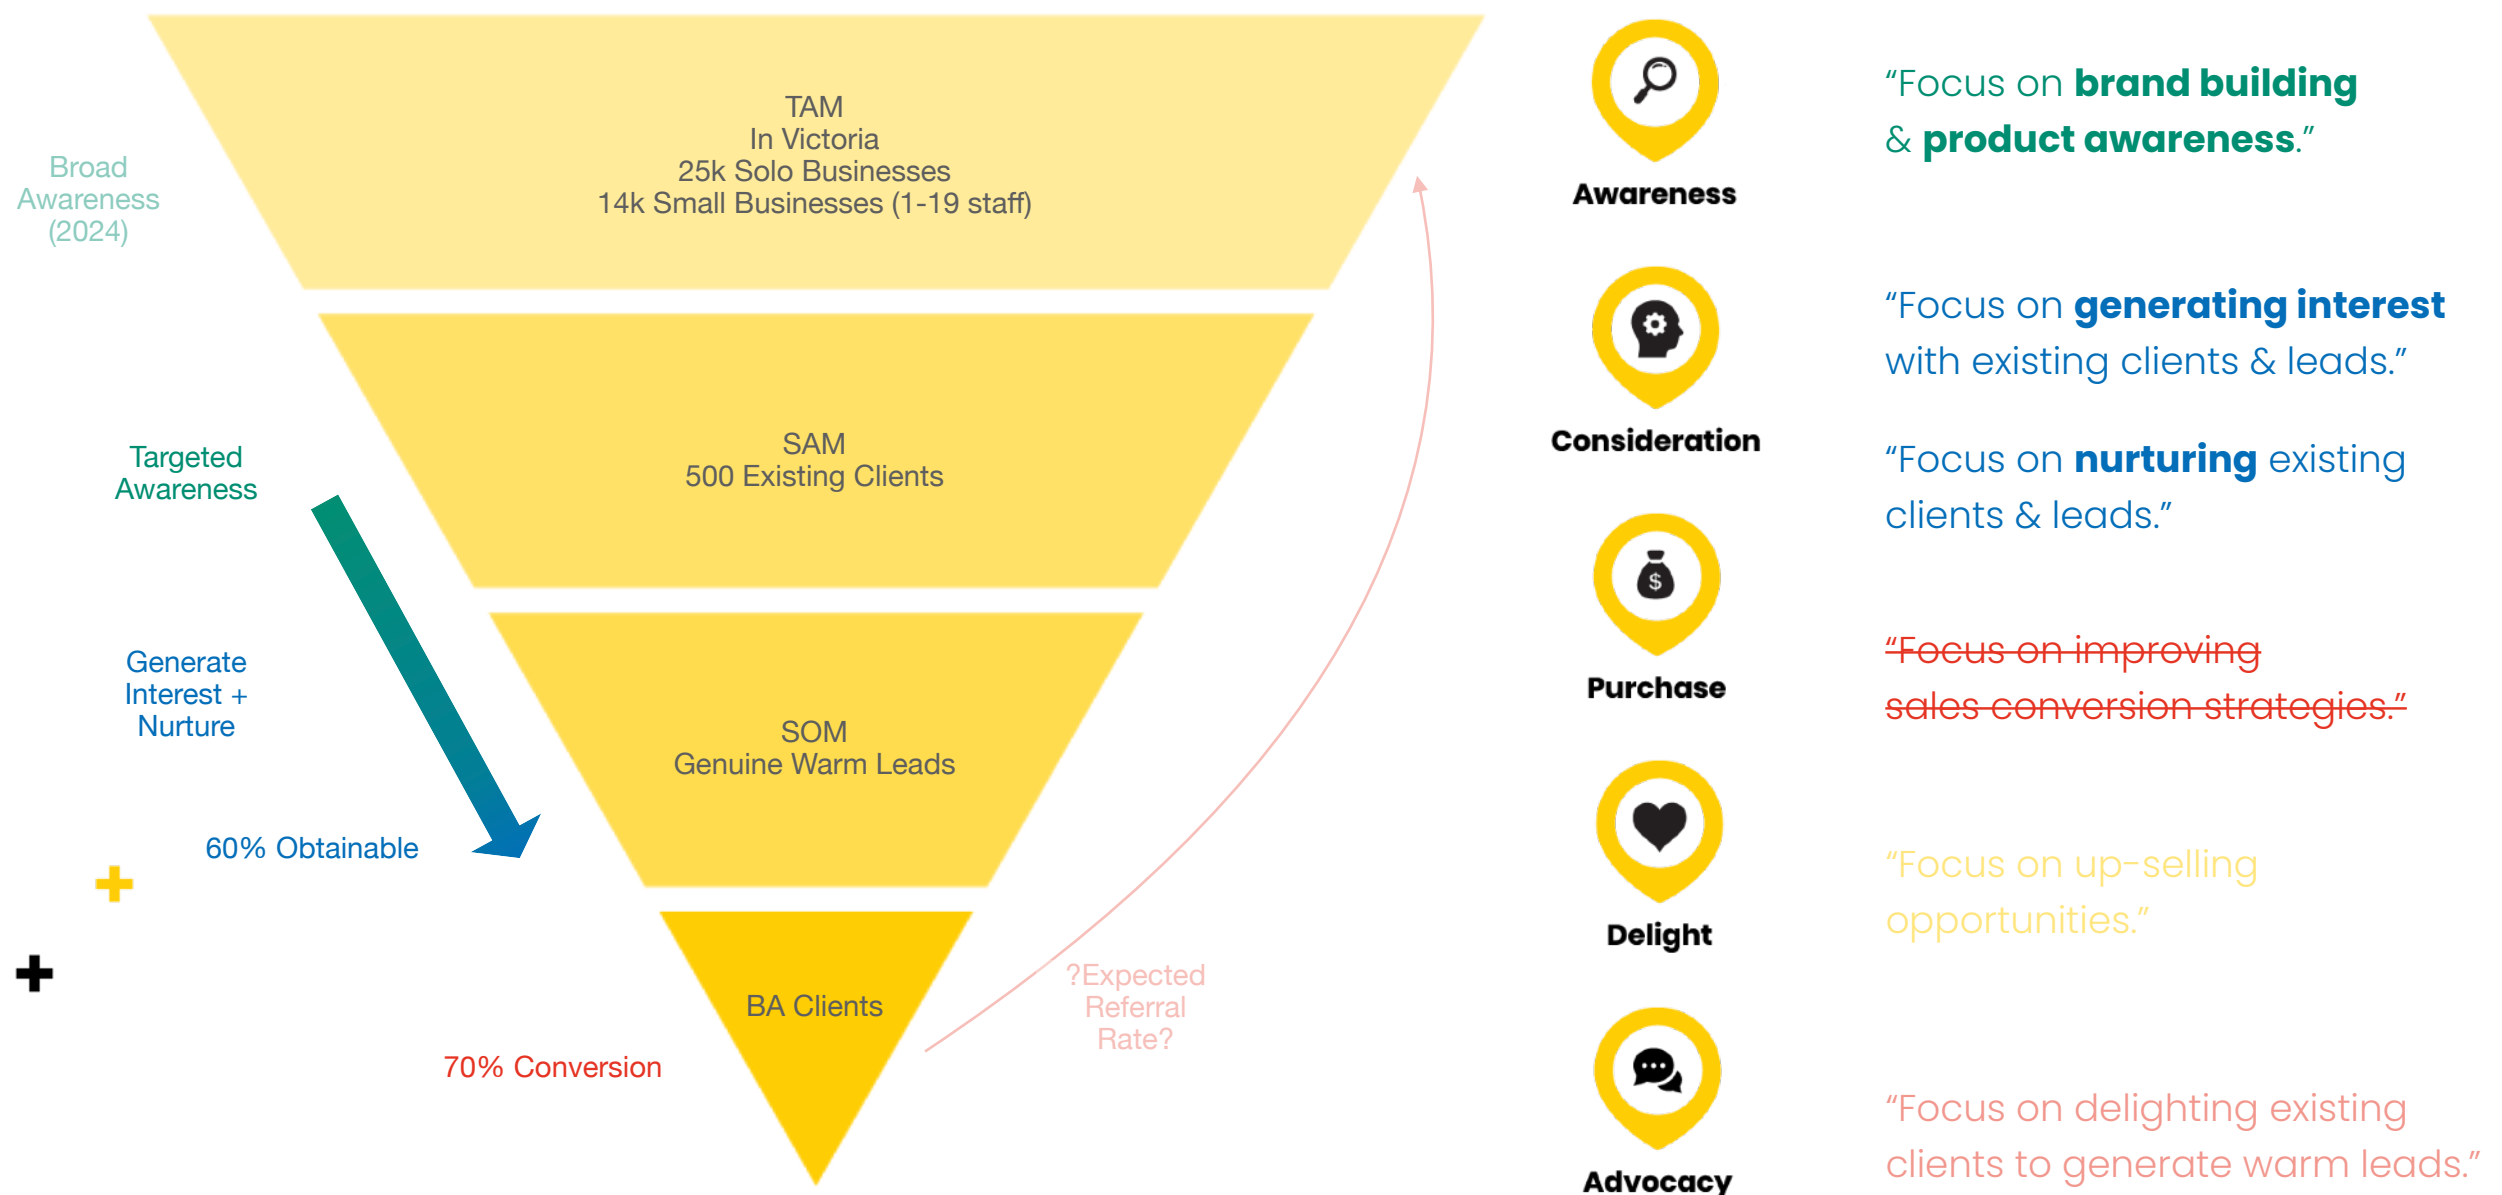 TAM
In Victoria
25k Solo Businesses
14k Small Businesses (1-19 staff)
Broad
Awareness
(2024)
SAM
500 Existing Clients
Targeted
Awareness
Generate
Interest +
Nurture
SOM
Genuine Warm Leads
60% Obtainable
BA Clients
70% Conversion
?Expected
Referral
Rate?
Awareness
“Focus on brand building
& product awareness.”
Consideration
“Focus on generating interest
with existing clients & leads.”
“Focus on nurturing existing
clients & leads.”
$
Purchase
“Focus on improving
sales conversion strategies.”
Delight
“Focus on up-selling
opportunities.”
Advocacy
“Focus on delighting existing
clients to generate warm leads.”